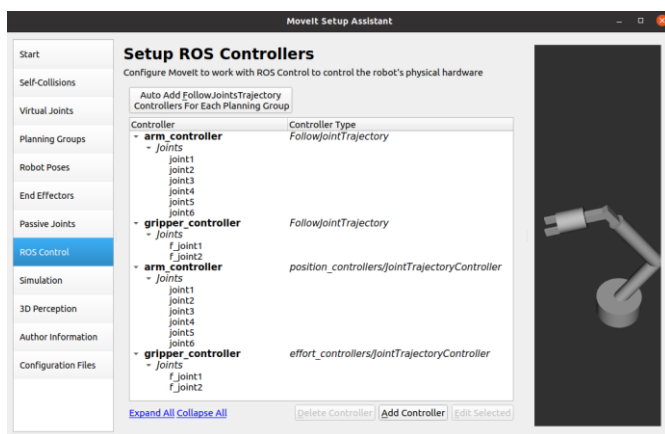 MoveIt Setup Assistant
Start
Self-Collisions
Virtual Joints
Planning Groups
Robot Poses
End Effectors
Passive Joints
ROS Control
Simulation
3D Perception
Author Information
Configuration Files
Setup ROS Controllers
Configure MoveIt to work with ROS Control to control the robot's physical hardware
Auto Add FollowJointsTrajectory
Controllers For Each Planning Group
Controller Controller Type
arm_controller FollowJointTrajectory
Joints
joint1
joint2
joint3
joint4
joint5
joint6
gripper_controller FollowJointTrajectory
Joints
f_joint1
f_joint2
arm_controller position_controllers/JointTrajectoryController
Joints
joint1
joint2
joint3
joint4
joint5
joint6
gripper_controller effort_controllers/JointTrajectoryController
Joints
f_joint1
f_joint2
Expand All Collapse All Delete Controller Add Controller Edit Selected